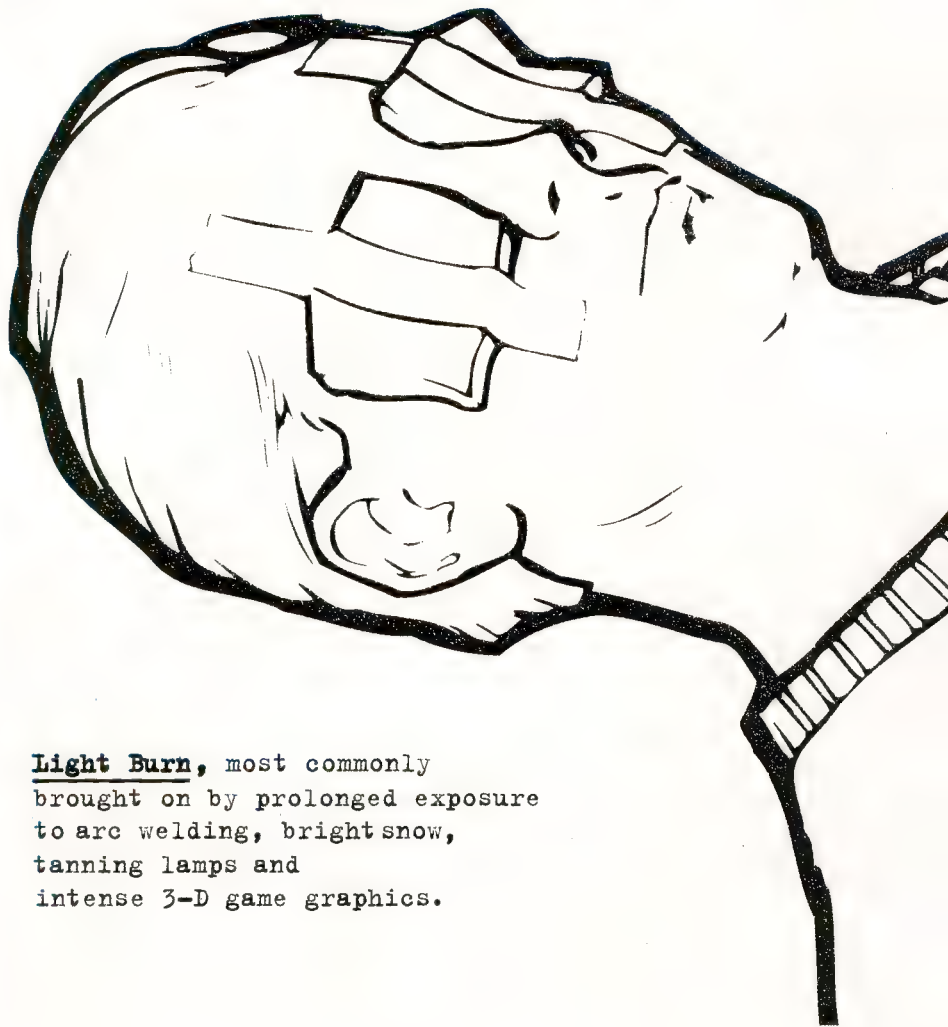 Light Burn, most commonly
brought on by prolonged exposure
to arc welding, bright snow,
tanning lamps and
intense 3-D game graphics.